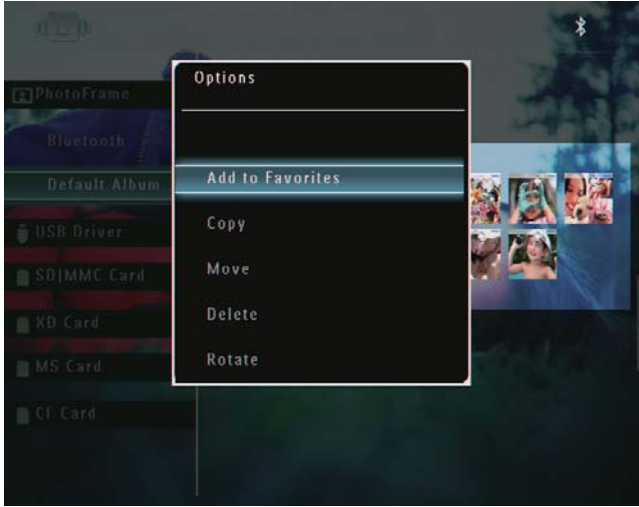 Options
Add to Favorites
Copy
Move
Delete
Rotate
PhotoFrame
Bluetooth
Default Album
USB Driver
SD|MMC Card
XD Card
MS Card
CF Card